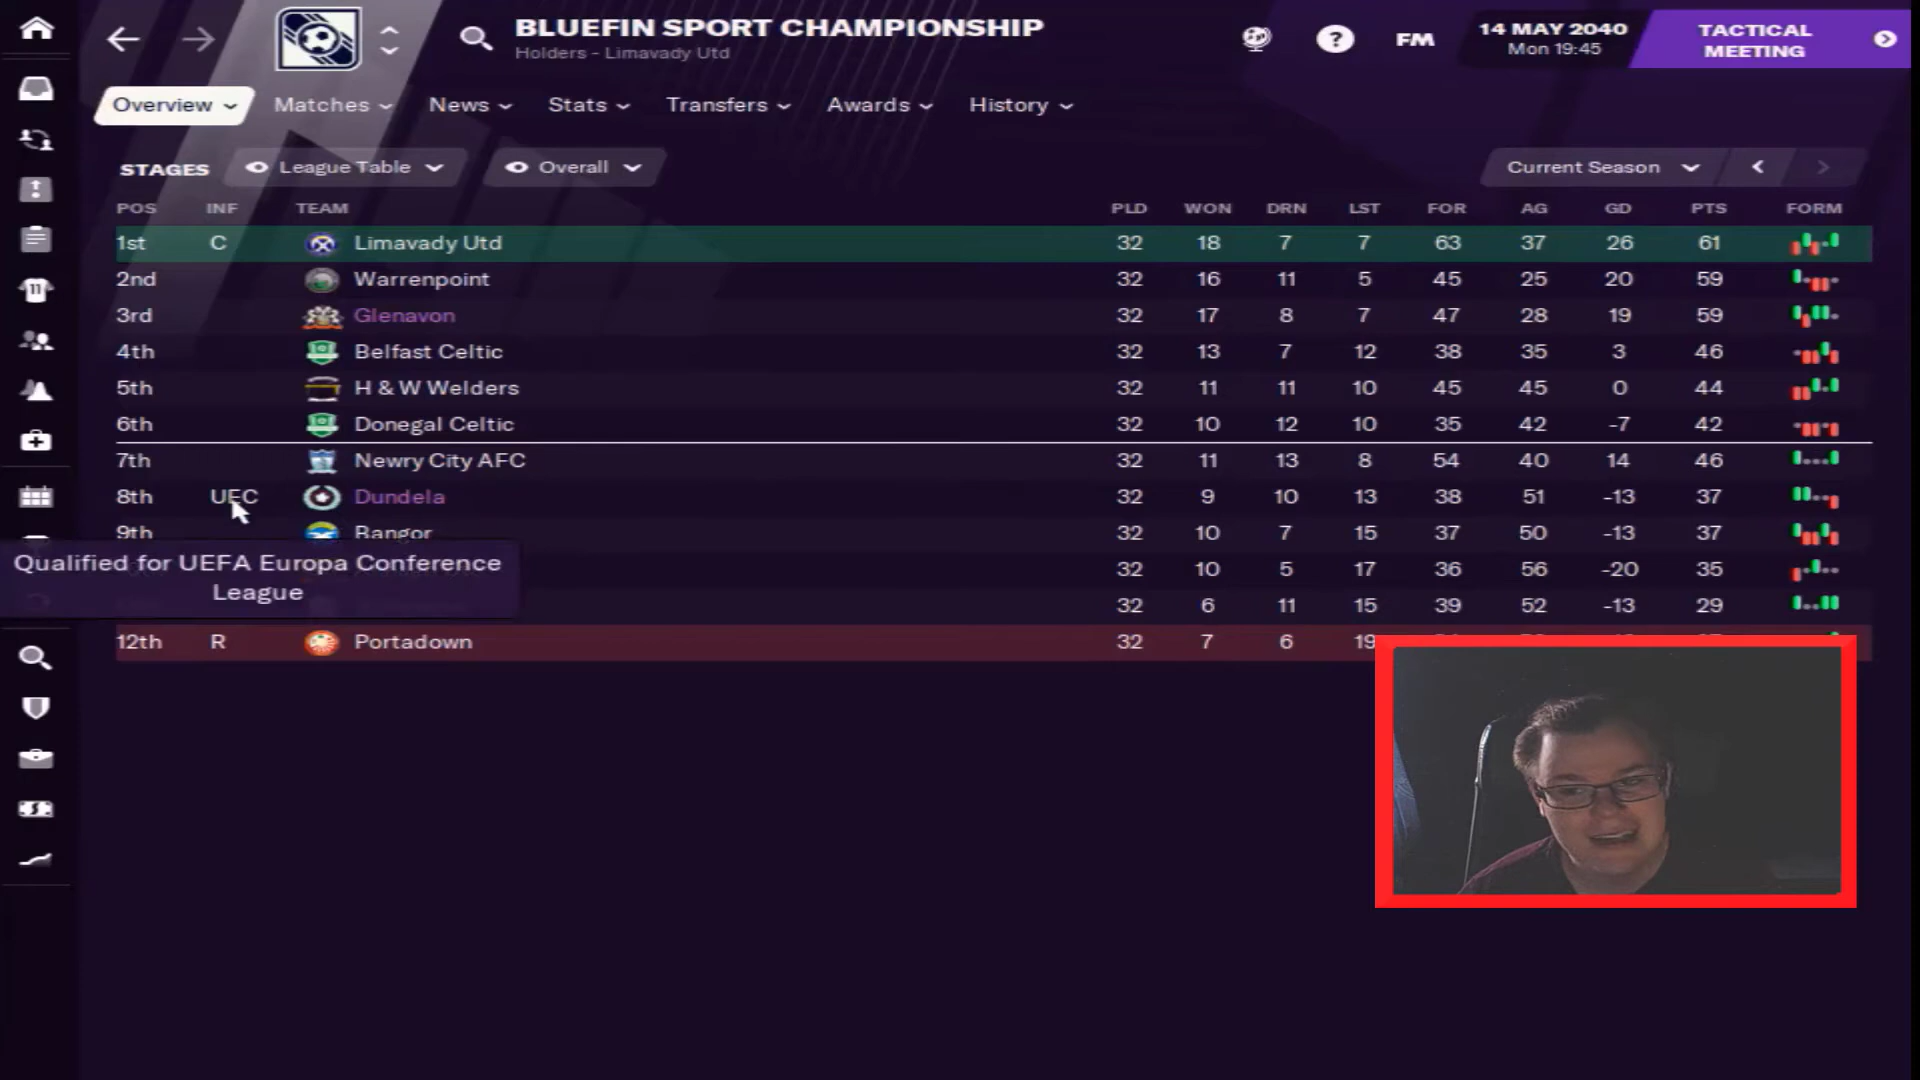 BLUEFIN SPORT CHAMPIONSHIP
Holders - Limavady Utd
FM
14 MAY 2040
Mon 19:45
TACTICAL
MEETING
Overview Matches News Stats Transfers Awards History
STAGES League Table Overall Current Season
POS INF TEAM PLD WON DRN LST FOR AG GD PTS FORM
1st C Limavady Utd 32 18 7 7 63 37 26 61
2nd Warrenpoint 32 16 11 5 45 25 20 59
3rd Glenavon 32 17 8 7 47 28 19 59
4th Belfast Celtic 32 13 7 12 38 35 3 46
5th H & W Welders 32 11 11 10 45 45 0 44
6th Donegal Celtic 32 10 12 10 35 42 -7 42
7th Newry City AFC 32 11 13 8 54 40 14 46
8th UEC Dundela 32 9 10 13 38 51 -13 37
9th Bangor 32 10 7 15 37 50 -13 37
Qualified for UEFA Europa Conference
League
32 10 5 17 36 56 -20 35
32 6 11 15 39 52 -13 29
12th R Portadown 32 7 6 19